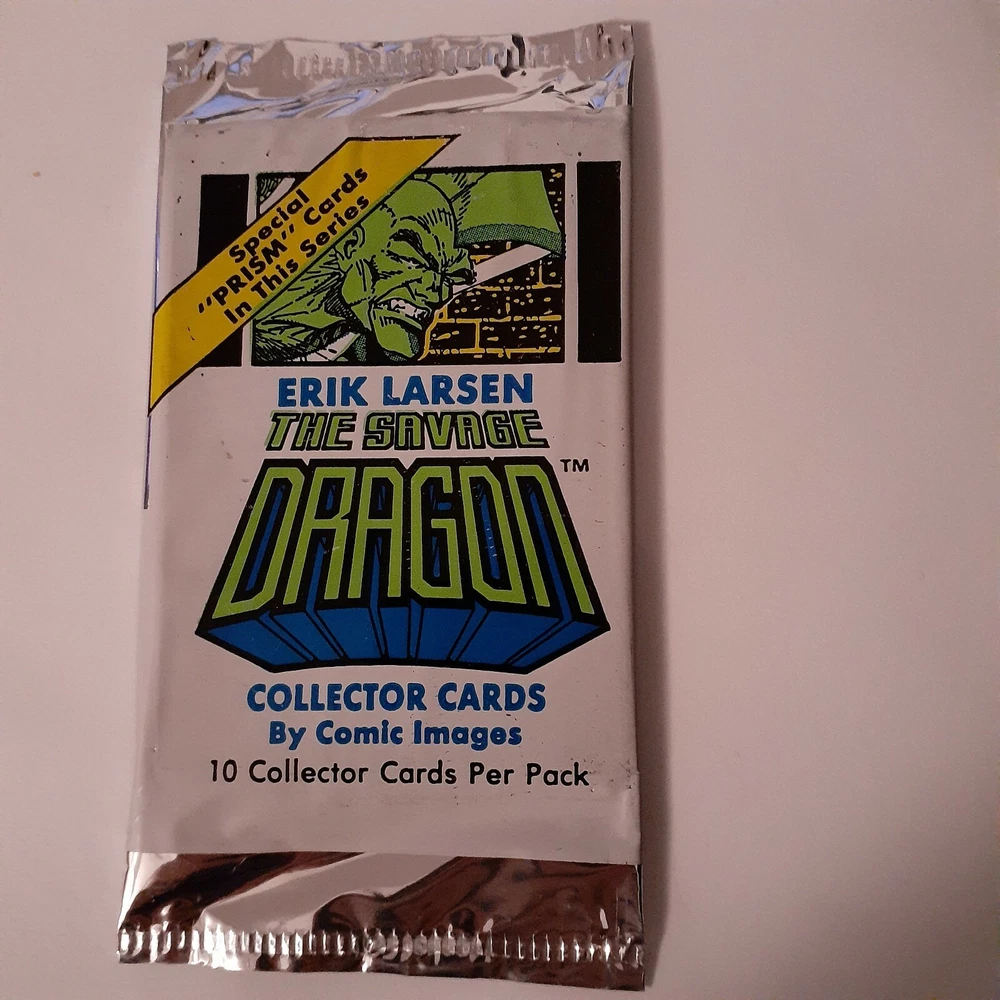 Special
"PRISM" Cards
In This Series
ERIK LARSEN
THE SAVAGE
DRAGON™
COLLECTOR CARDS
By Comic Images
10 Collector Cards Per Pack